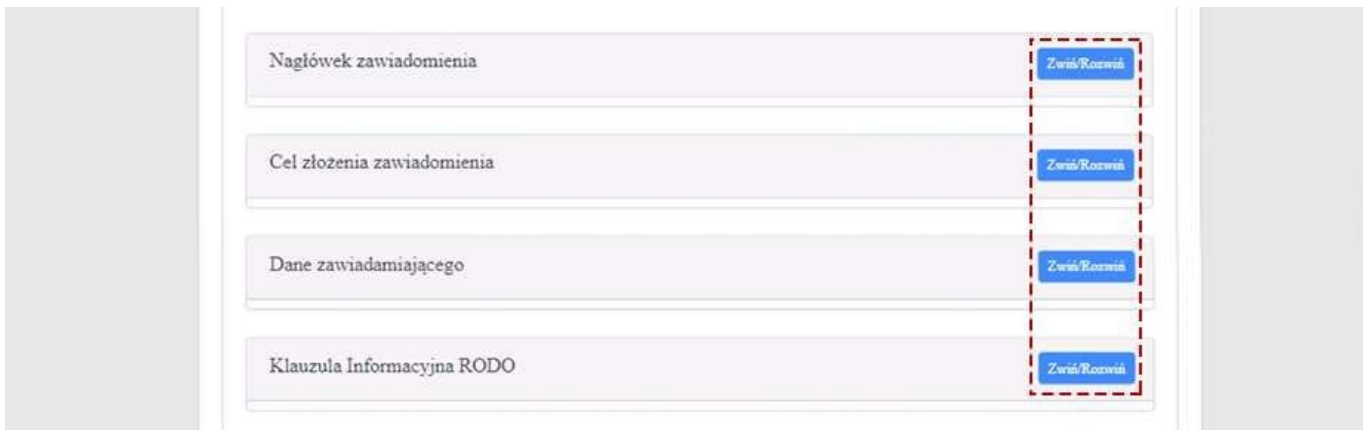 Nagłówek zawiadomienia Zwiń/Rozwiń
Cel złożenia zawiadomienia Zwiń/Rozwiń
Dane zawiadamiającego Zwiń/Rozwiń
Klauzula Informacyjna RODO Zwiń/Rozwiń